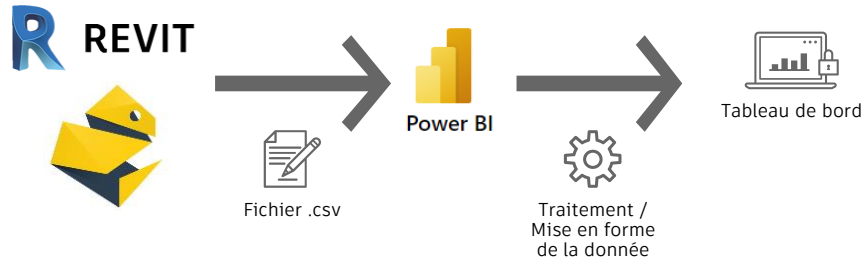 REVIT
Power BI
Fichier .csv
Traitement /
Mise en forme
de la donnée
Tableau de bord